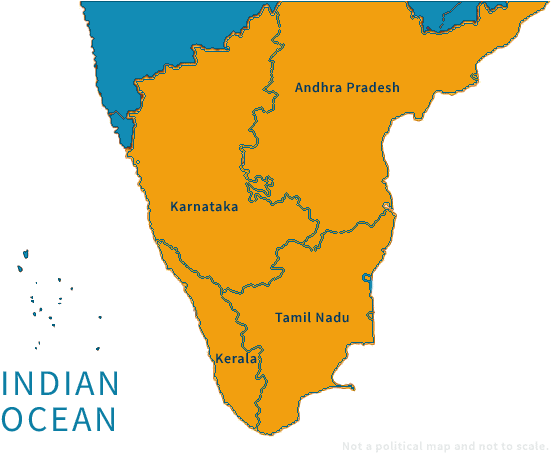 Andhra Pradesh
Karnataka
Tamil Nadu
Kerala
INDIAN
OCEAN
Not a political map and not to scale.